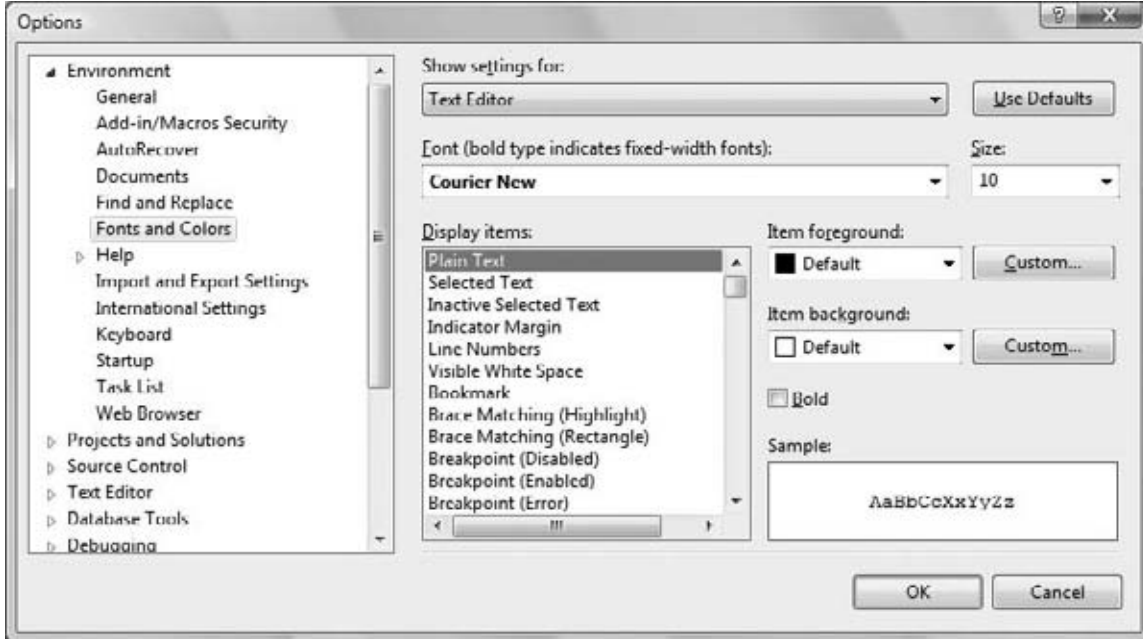 Options
Environment
General
Add-in/Macros Security
AutoRecover
Documents
Find and Replace
Fonts and Colors
Help
Import and Export Settings
International Settings
Keyboard
Startup
Task List
Web Browser
Projects and Solutions
Source Control
Text Editor
Database Tools
Debugging
Show settings for:
Text Editor
Use Defaults
Font (bold type indicates fixed-width fonts):
Size:
Courier New
10
Display items:
Plain Text
Selected Text
Inactive Selected Text
Indicator Margin
Line Numbers
Visible White Space
Bookmark
Brace Matching (Highlight)
Brace Matching (Rectangle)
Breakpoint (Disabled)
Breakpoint (Enabled)
Breakpoint (Error)
Item foreground:
Default
Custom...
Item background:
Default
Custom...
Bold
Sample:
AaBbCcXxYyZz
OK
Cancel